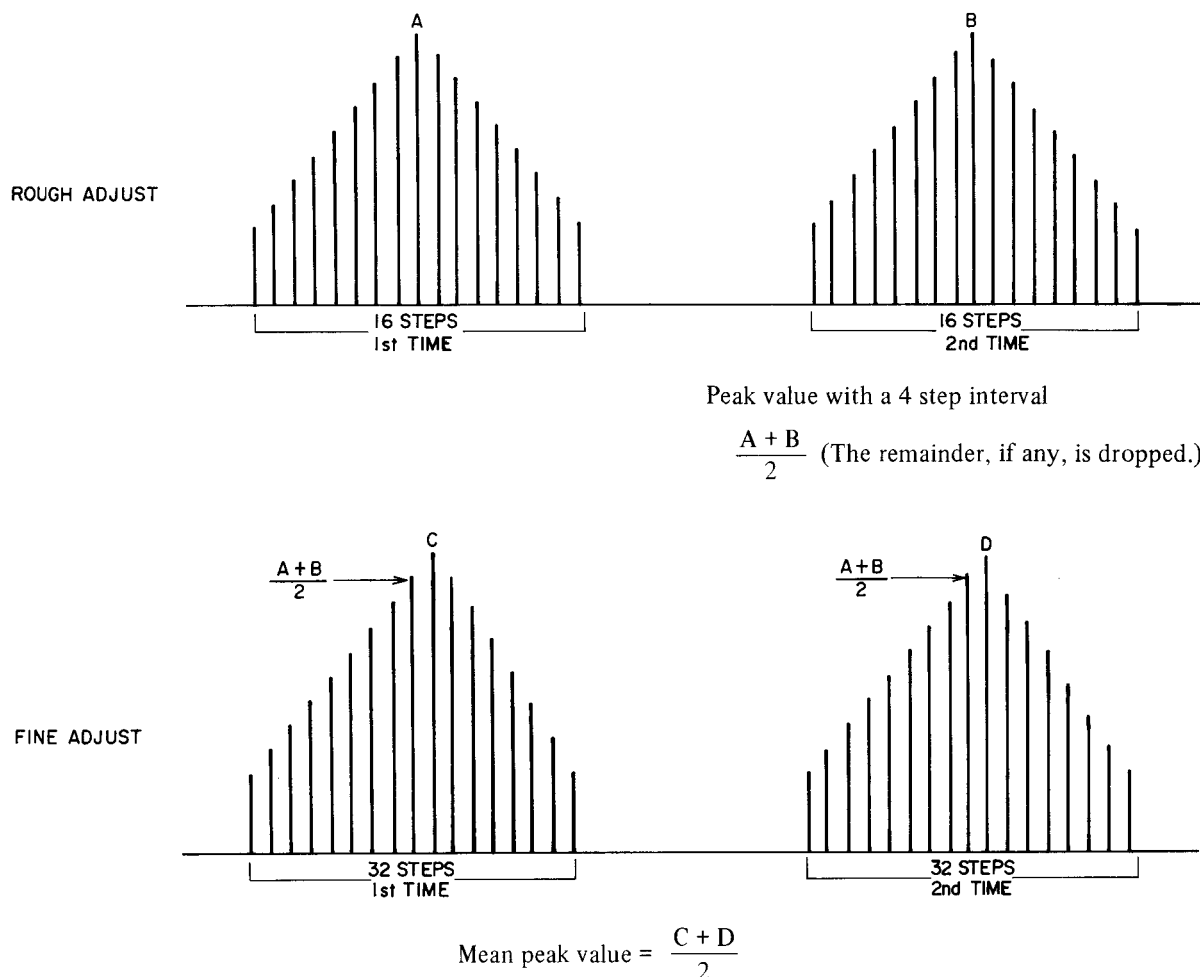 A
B
ROUGH ADJUST
16 STEPS
1st TIME
16 STEPS
2nd TIME
Peak value with a 4 step interval
A + B
2
(The remainder, if any, is dropped.)
C
D
A+B
2
A+B
2
FINE ADJUST
32 STEPS
1st TIME
32 STEPS
2nd TIME
Mean peak value = C + D
2